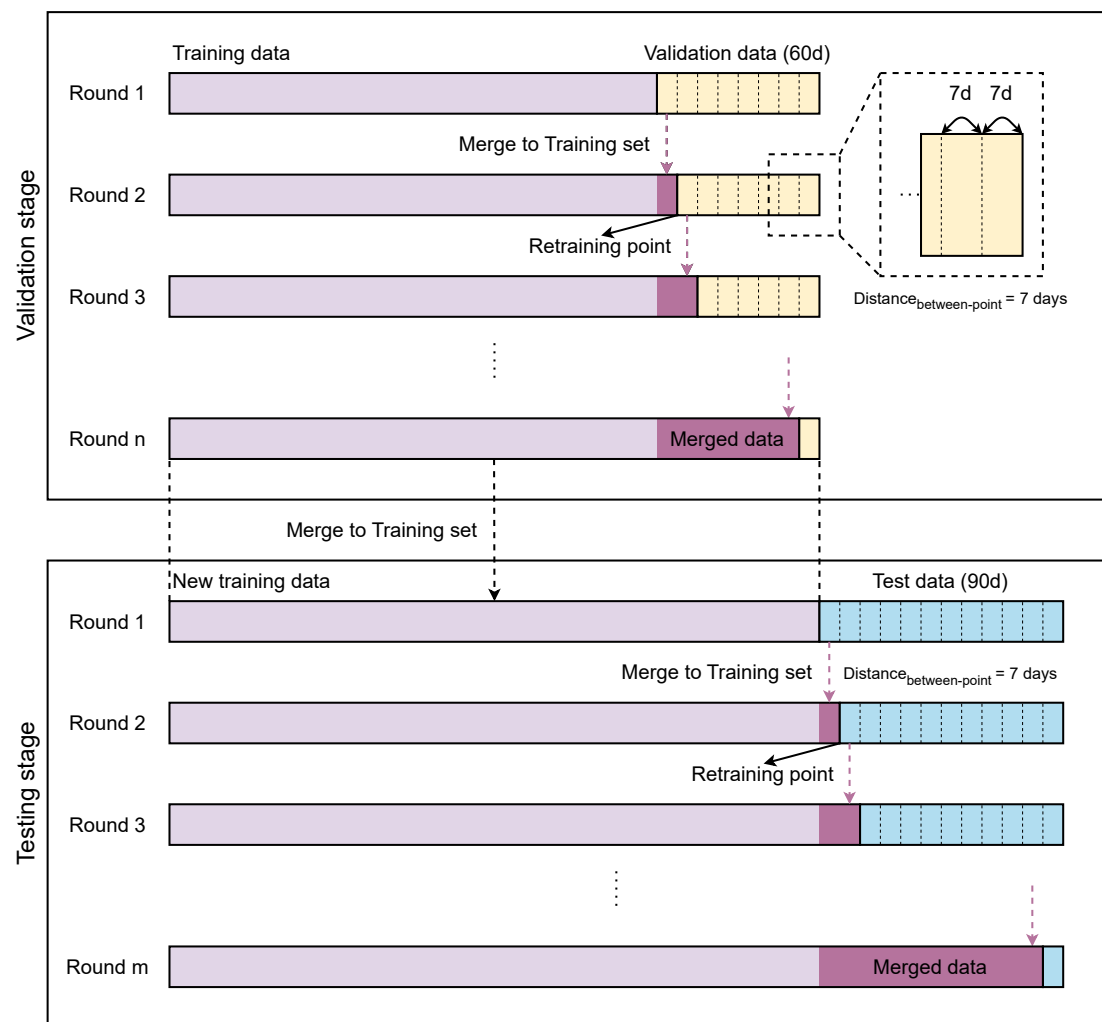 Validation stage
Training data
Validation data (60d)
Round 1
7d 7d
Merge to Training set
Round 2
...
Retraining point
Round 3
Distance_between-point = 7 days
......
Round n
Merged data
Merge to Training set
Testing stage
New training data
Test data (90d)
Round 1
Merge to Training set
Distance_between-point = 7 days
Round 2
Retraining point
Round 3
......
Round m
Merged data